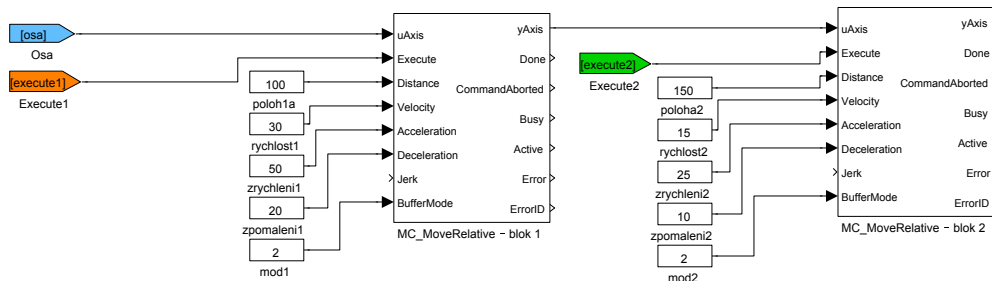 [osa]
Osa
[execute1]
Execute1
100
poloh1a
30
rychlost1
50
zrychleni1
20
zpomaleni1
2
mod1
uAxis
Execute
Distance
Velocity
Acceleration
Deceleration
Jerk
BufferMode
yAxis
Done
CommandAborted
Busy
Active
Error
ErrorID
MC_MoveRelative - blok 1
[execute2]
Execute2
150
poloha2
15
rychlost2
25
zrychleni2
10
zpomaleni2
2
mod2
uAxis
Execute
Distance
Velocity
Acceleration
Deceleration
Jerk
BufferMode
yAxis
Done
CommandAborted
Busy
Active
Error
ErrorID
MC_MoveRelative - blok 2